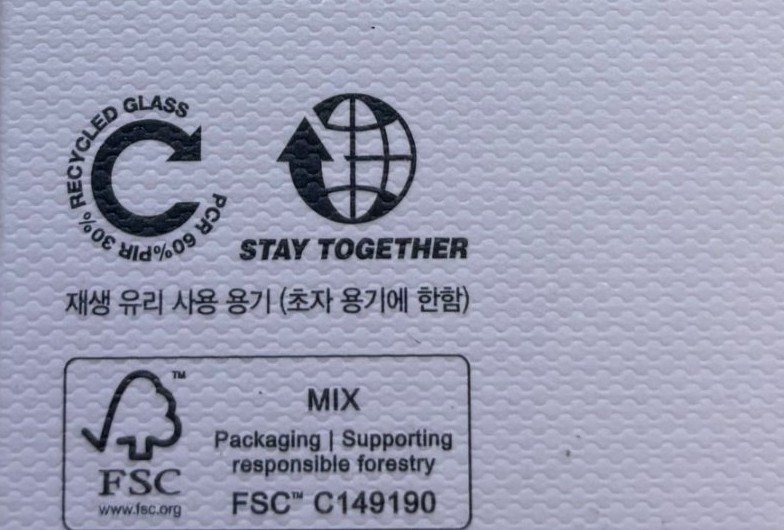 RECYCLED GLASS
PCR 60%PIR 30%
STAY TOGETHER
재생 유리 사용 용기 (초자 용기에 한함)
FSC
www.fsc.org
MIX
Packaging | Supporting
responsible forestry
FSC™ C149190